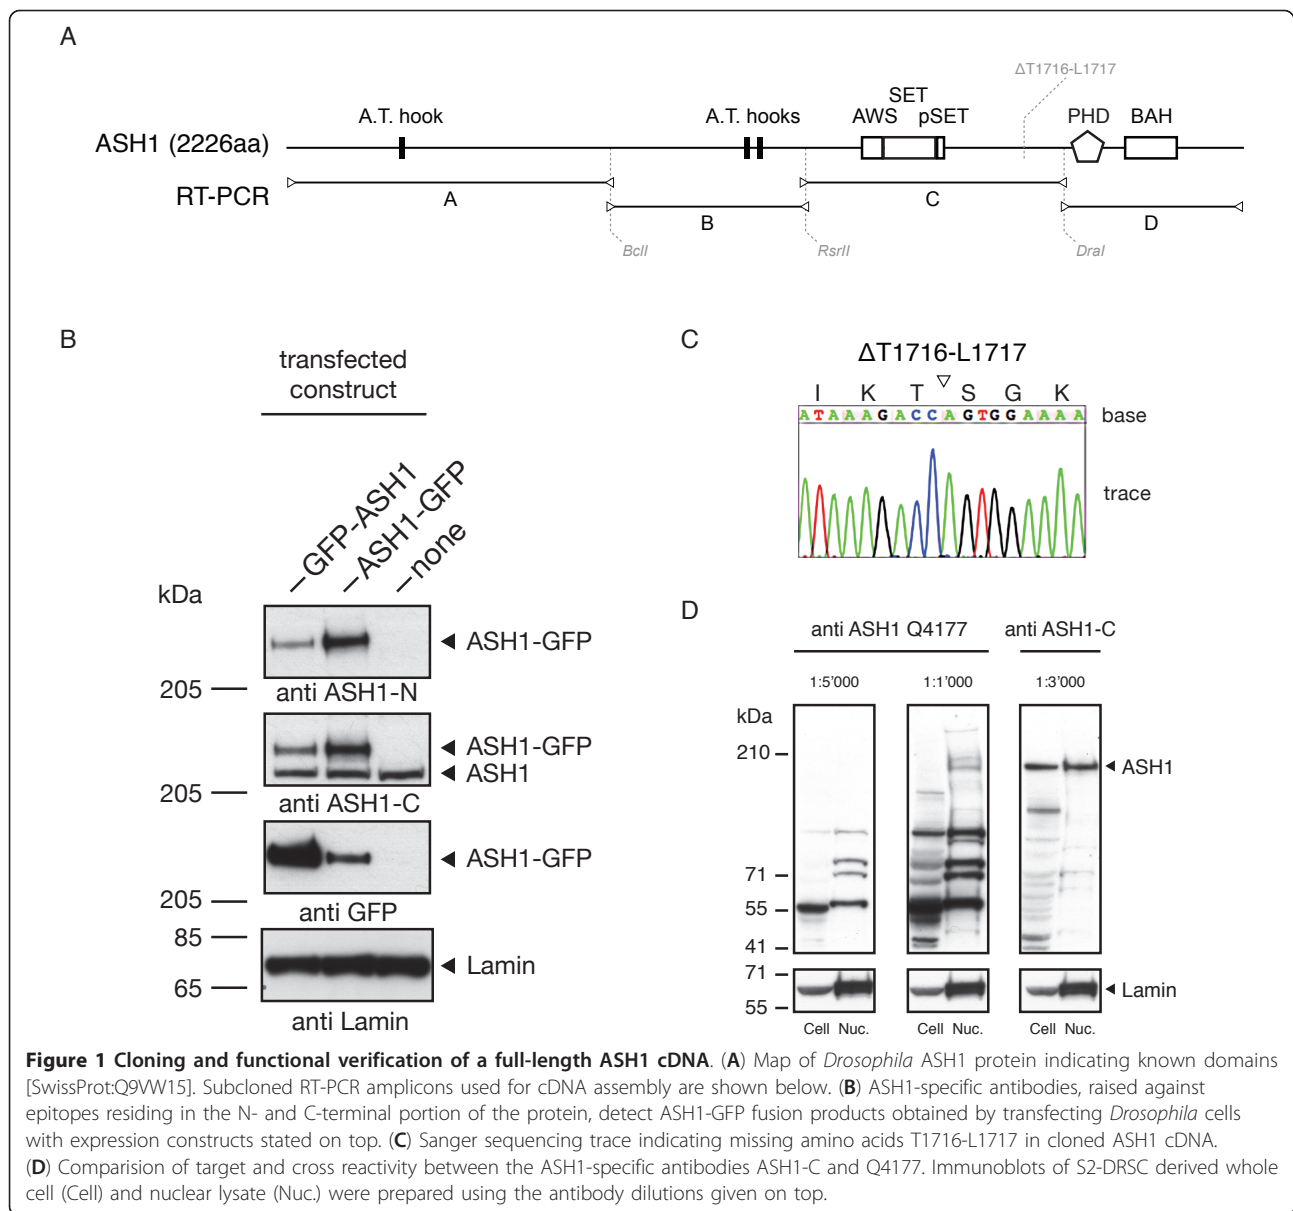 A
ΔT1716-L1717
SET
A.T. hook
A.T. hooks
AWS
pSET
PHD
BAH
ASH1 (2226aa)
RT-PCR
A
B
C
D
BclI
RsrII
DraI
B
transfected
construct
GFP-ASH1
ASH1-GFP
none
kDa
ASH1-GFP
205
anti ASH1-N
ASH1-GFP
ASH1
205
anti ASH1-C
ASH1-GFP
205
anti GFP
85
Lamin
65
anti Lamin
C
ΔT1716-L1717
I K T S G K
A T A A A G A C C A G T G G A A A A
base
trace
D
anti ASH1 Q4177
anti ASH1-C
1:5'000
1:1'000
1:3'000
kDa
210
ASH1
71
55
41
71
Lamin
55
Cell Nuc.
Cell Nuc.
Cell Nuc.
Figure 1 Cloning and functional verification of a full-length ASH1 cDNA. (A) Map of Drosophila ASH1 protein indicating known domains
[SwissProt:Q9VW15]. Subcloned RT-PCR amplicons used for cDNA assembly are shown below. (B) ASH1-specific antibodies, raised against
epitopes residing in the N- and C-terminal portion of the protein, detect ASH1-GFP fusion products obtained by transfecting Drosophila cells
with expression constructs stated on top. (C) Sanger sequencing trace indicating missing amino acids T1716-L1717 in cloned ASH1 cDNA.
(D) Comparision of target and cross reactivity between the ASH1-specific antibodies ASH1-C and Q4177. Immunoblots of S2-DRSC derived whole
cell (Cell) and nuclear lysate (Nuc.) were prepared using the antibody dilutions given on top.